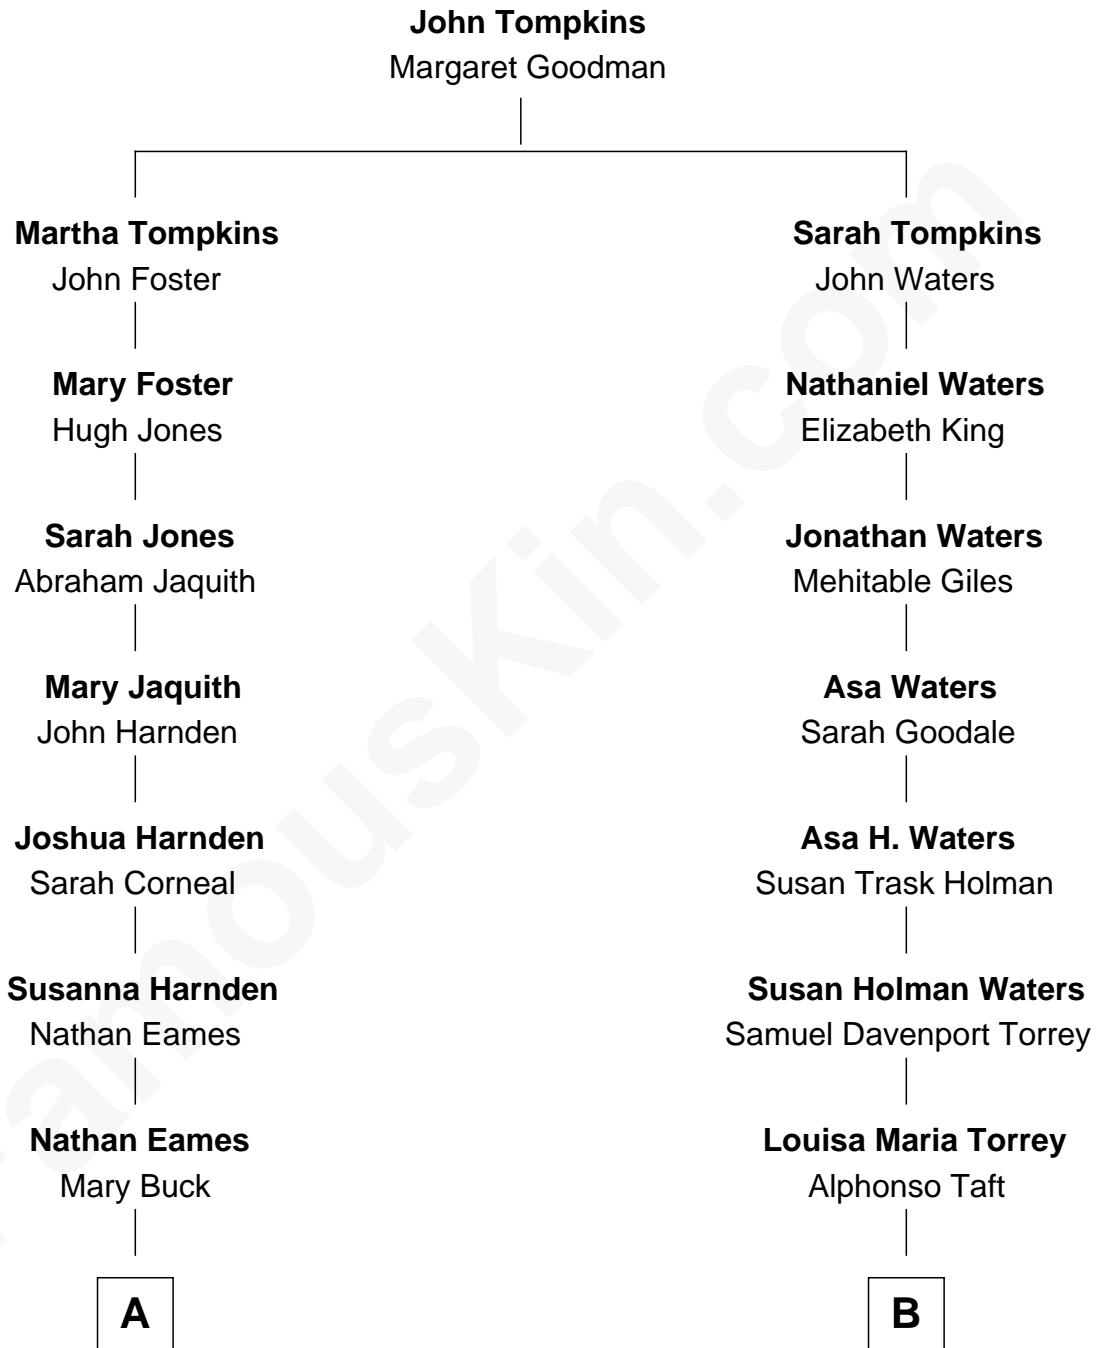 John Tompkins
Margaret Goodman
Martha Tompkins
John Foster
Sarah Tompkins
John Waters
Mary Foster
Hugh Jones
Nathaniel Waters
Elizabeth King
Sarah Jones
Abraham Jaquith
Jonathan Waters
Mehitable Giles
Mary Jaquith
John Harnden
Asa Waters
Sarah Goodale
Joshua Harnden
Sarah Corneal
Asa H. Waters
Susan Trask Holman
Susanna Harnden
Nathan Eames
Susan Holman Waters
Samuel Davenport Torrey
Nathan Eames
Mary Buck
Louisa Maria Torrey
Alphonso Taft
A
B
FamousKin.com